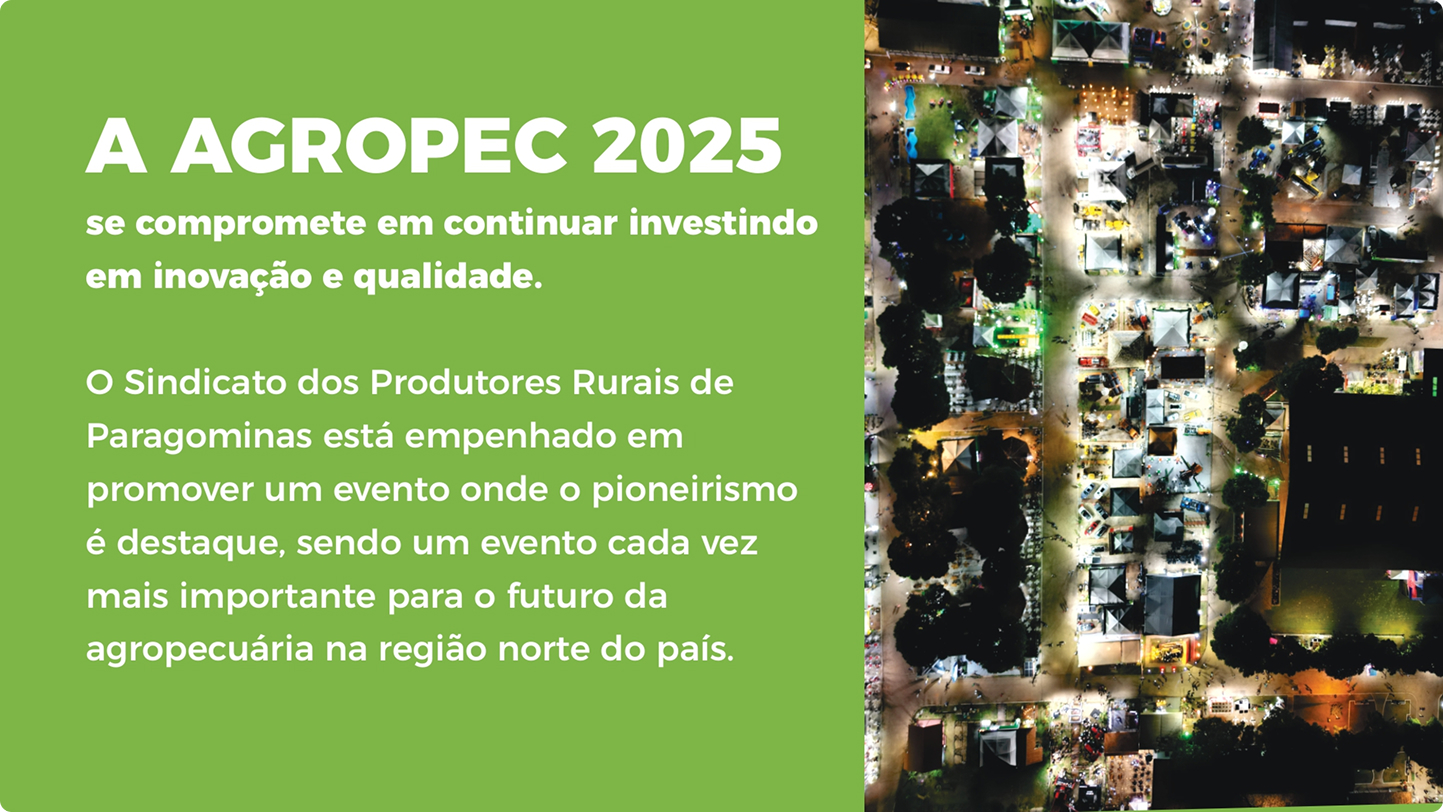 A AGROPEC 2025
se compromete em continuar investindo
em inovação e qualidade.
O Sindicato dos Produtores Rurais de
Paragominas está empenhado em
promover um evento onde o pioneirismo
é destaque, sendo um evento cada vez
mais importante para o futuro da
agropecuária na região norte do país.